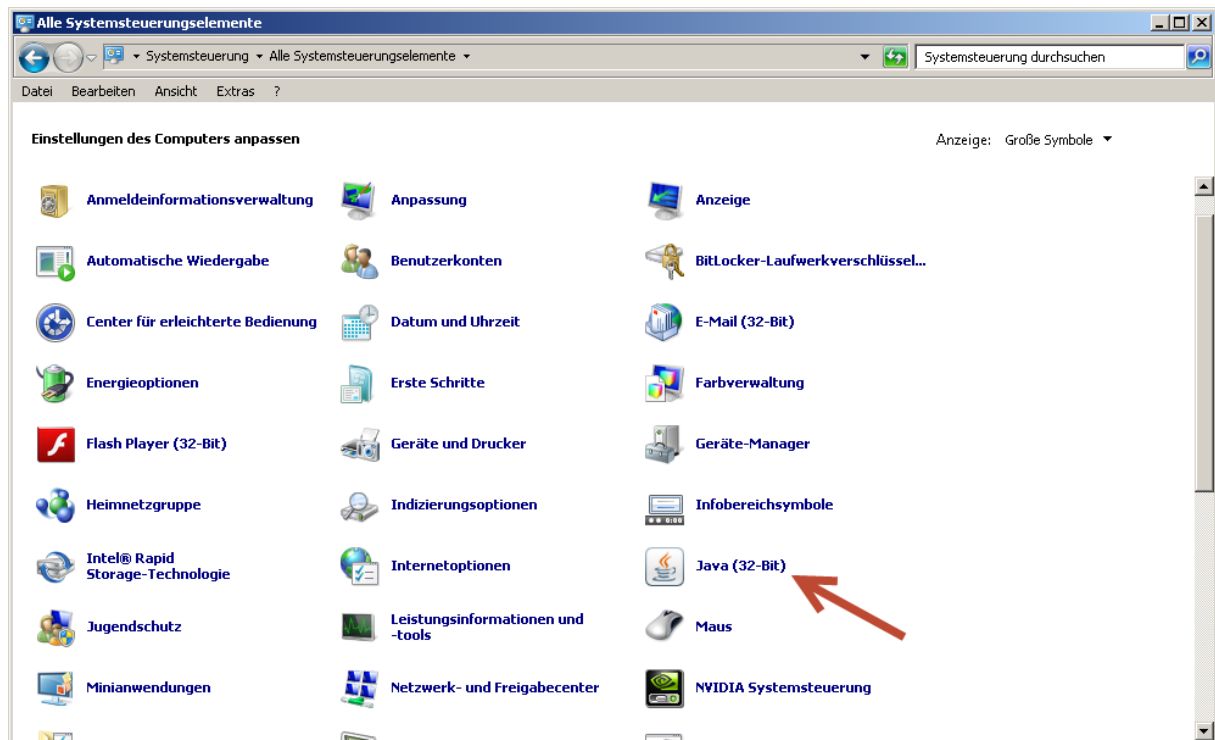 Alle Systemsteuerungselemente
Systemsteuerung Alle Systemsteuerungselemente
Systemsteuerung durchsuchen
Datei Bearbeiten Ansicht Extras ?
Einstellungen des Computers anpassen
Anzeige: Große Symbole
Anmeldeinformationsverwaltung
Anpassung
Anzeige
Automatische Wiedergabe
Benutzerkonten
BitLocker-Laufwerkverschlüssel...
Center für erleichterte Bedienung
Datum und Uhrzeit
E-Mail (32-Bit)
Energieoptionen
Erste Schritte
Farbverwaltung
Flash Player (32-Bit)
Geräte und Drucker
Geräte-Manager
Heimnetzgruppe
Indizierungsoptionen
Infobereichsymbole
Intel® Rapid
Storage-Technologie
Internetoptionen
Java (32-Bit)
Jugendschutz
Leistungsinformationen und
-tools
Maus
Minianwendungen
Netzwerk- und Freigabecenter
NVIDIA Systemsteuerung